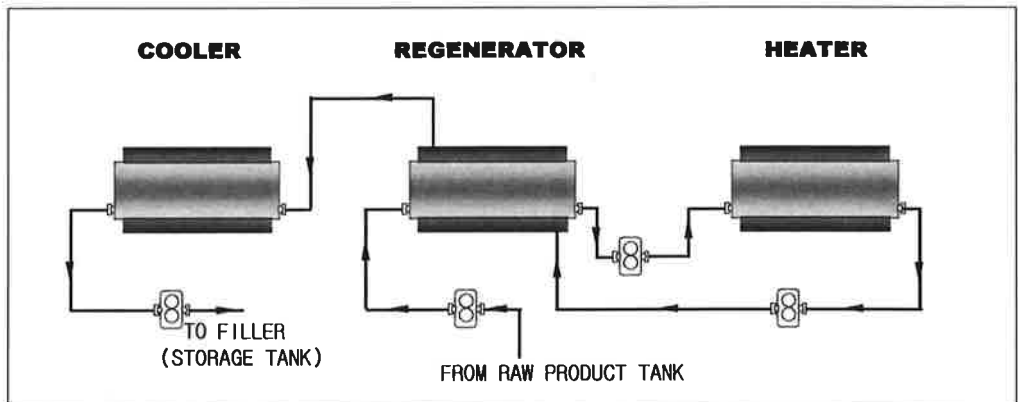 COOLER
REGENERATOR
HEATER
TO FILLER
(STORAGE TANK)
FROM RAW PRODUCT TANK